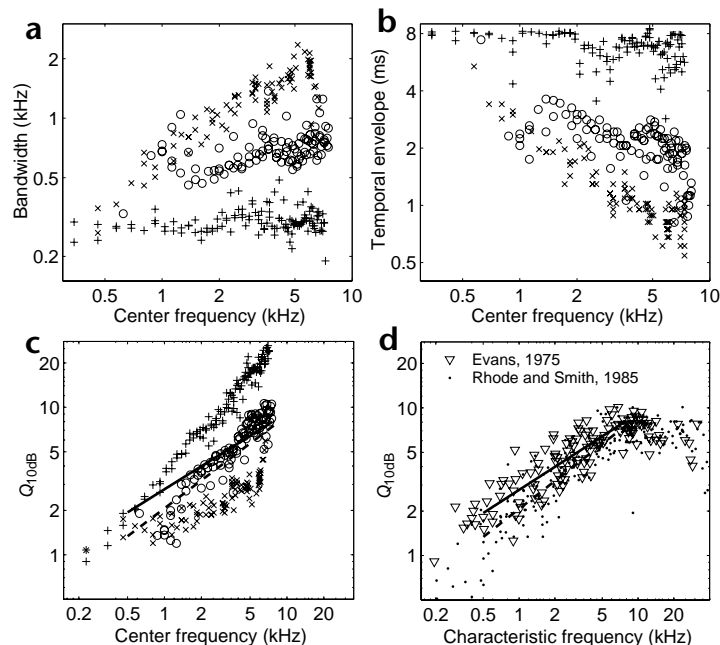 a
Bandwidth (kHz)
2
1
0.5
0.2
0.5 1 2 5 10
Center frequency (kHz)
b
Temporal envelope (ms)
8
4
2
1
0.5
0.5 1 2 5 10
Center frequency (kHz)
c
Q10dB
20
10
5
2
1
0.2 0.5 1 2 5 10 20
Center frequency (kHz)
d
Evans, 1975
Rhode and Smith, 1985
Q10dB
20
10
5
2
1
0.2 0.5 1 2 5 10 20
Characteristic frequency (kHz)